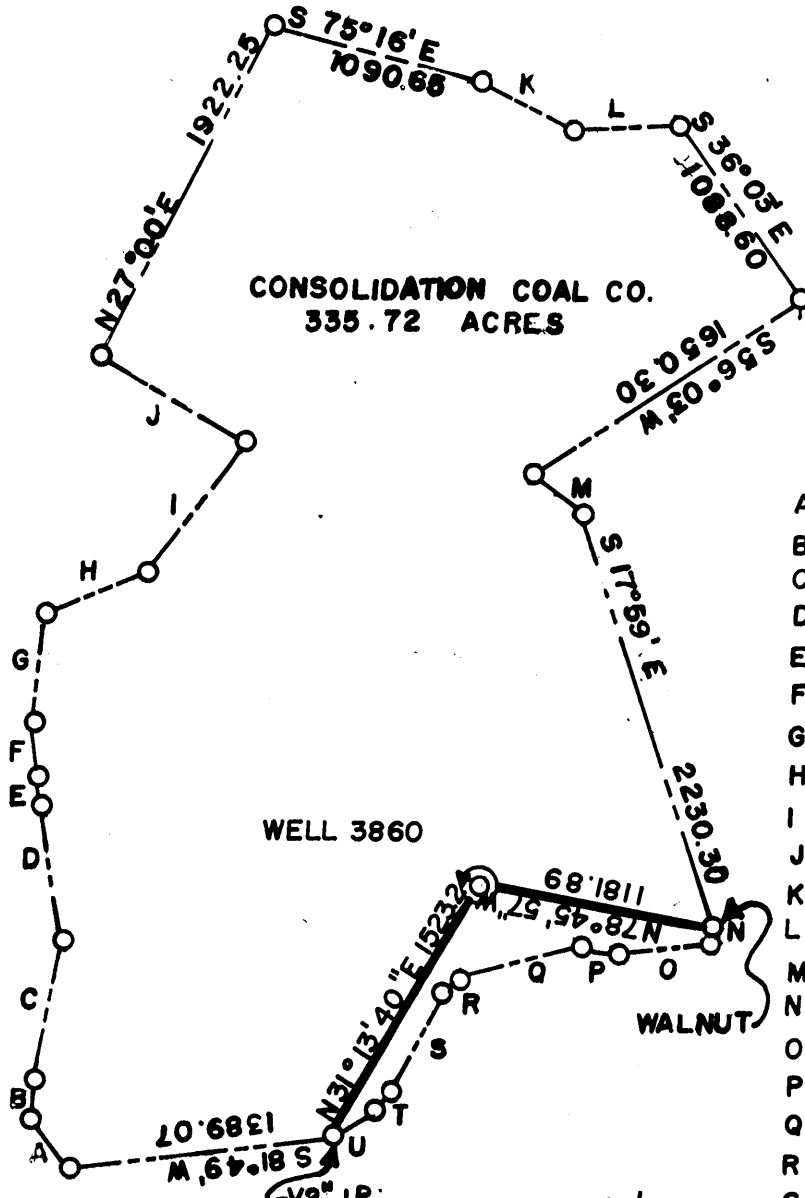 S 75°16' E
1090.65
K
L
1922.25
N27°00'E
S 36°03' E
1088.60
CONSOLIDATION COAL CO.
335.72 ACRES
1650.30
S56°03'W
J
I
M
H
S 17°59' E
2230.30
G
F
E
D
C
B
A
WELL 3860
1181.89
N78°45'57"W
N
WALNUT
O
P
Q
R
S
T
U
N31°13'40"E 1523.2
1389.07
S 81°49' W
A
B
C
D
E
F
G
H
I
J
K
L
M
N
O
P
Q
R